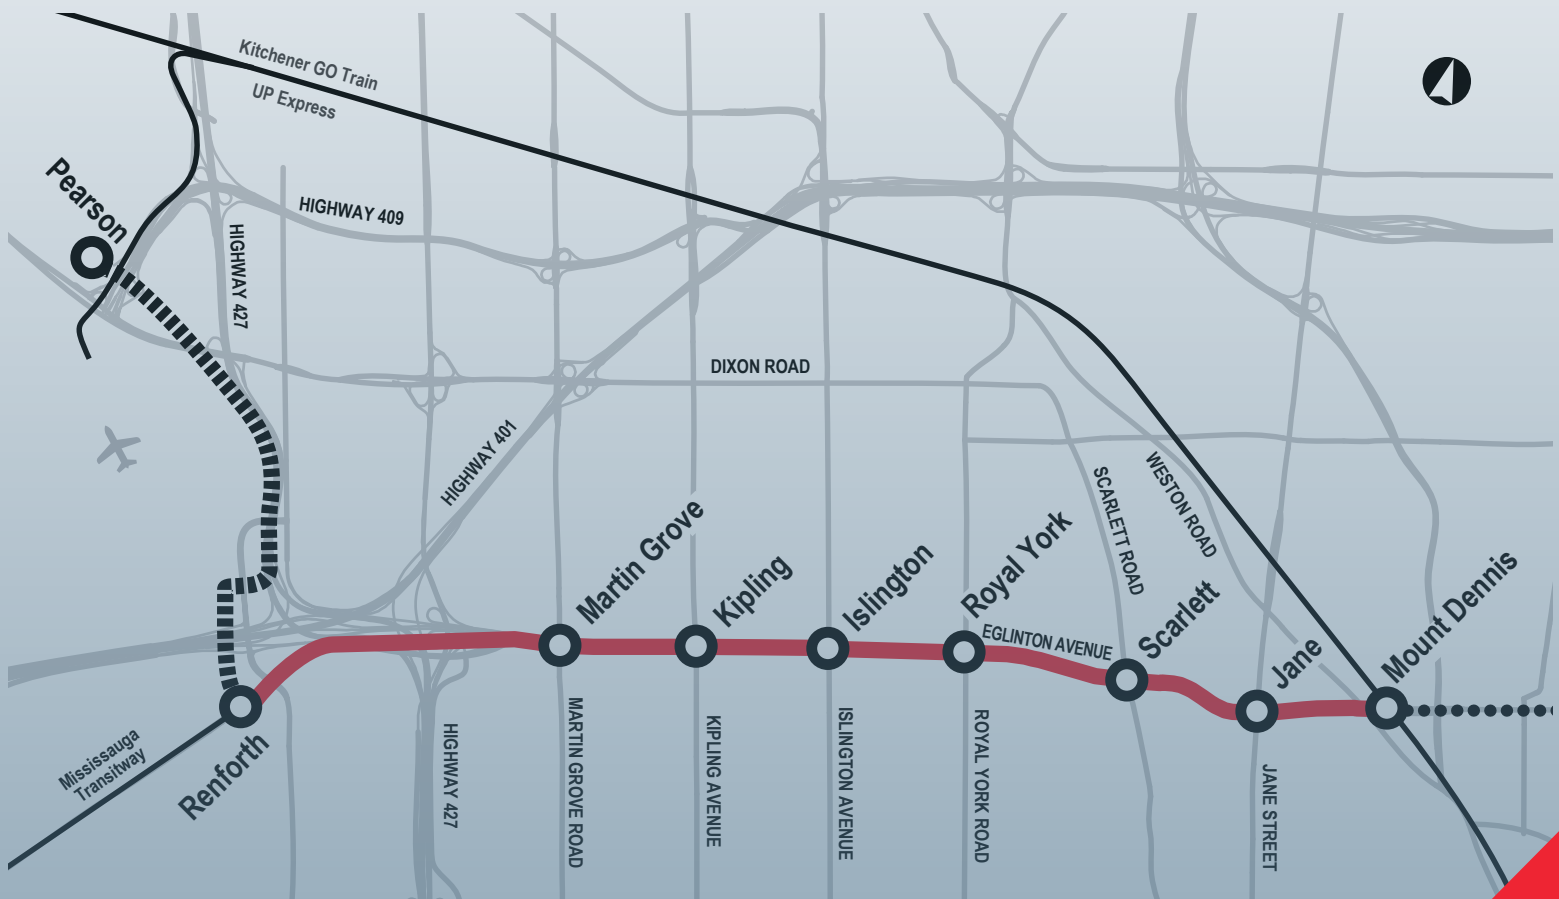 Kitchener GO Train
UP Express
Pearson
HIGHWAY 409
HIGHWAY 427
DIXON ROAD
HIGHWAY 401
SCARLETT ROAD
WESTON ROAD
Martin Grove
Kipling
Islington
Royal York
EGLINTON AVENUE
Scarlett
Jane
Mount Dennis
Renforth
Mississauga
Transitway
HIGHWAY 427
MARTIN GROVE ROAD
KIPLING AVENUE
ISLINGTON AVENUE
ROYAL YORK ROAD
JANE STREET